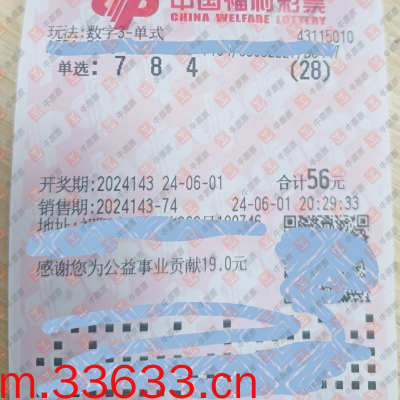 中国福利彩票
CHINA WELFARE LOTTERY
玩法:数字3-单式 43115010
单选: 7 8 4 (28)
开奖期:2024143 24-06-01 合计56元
销售期:2024143-74 24-06-01 20:29:33
地址:
感谢您为公益事业贡献19.0元
m.33633.cn